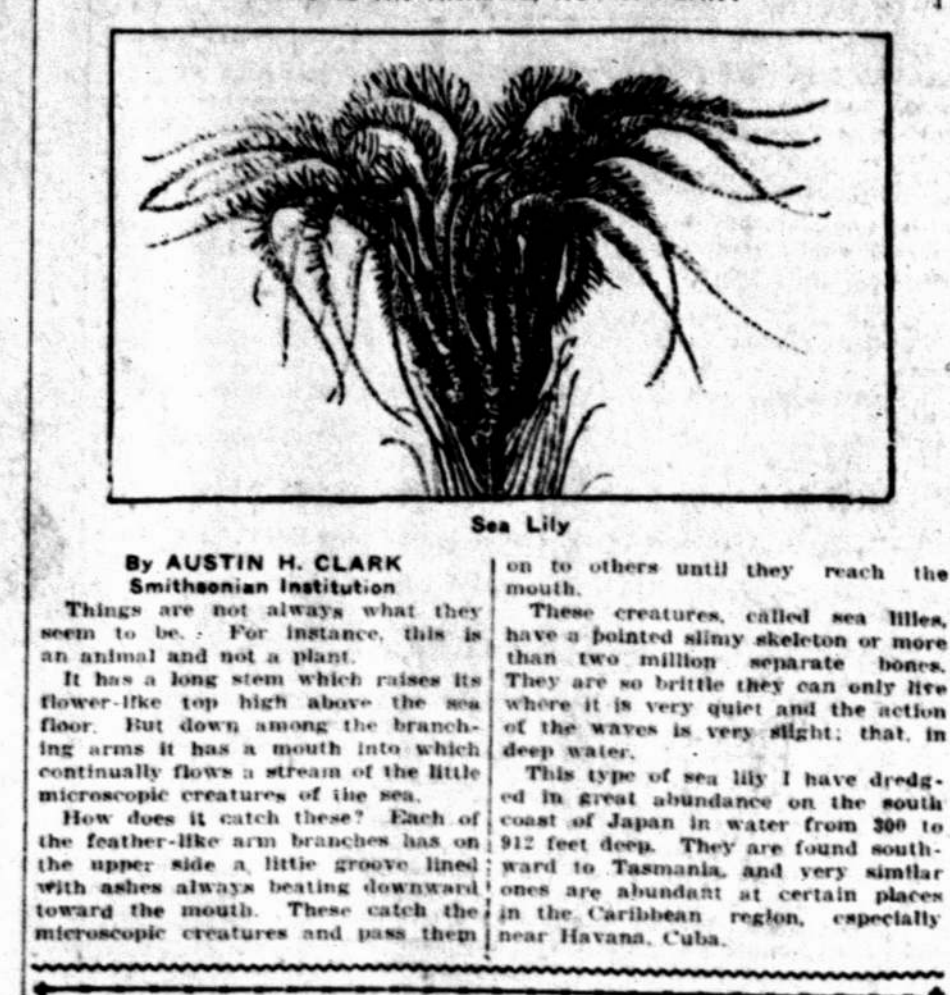 Sea Lily
By AUSTIN H. CLARK
Smithsonian Institution
Things are not always what they
seem to be. : For instance, this is
an animal and not a plant.
It has a long stem which raises its
flower-like top high above the sea
floor. But down among the branch-
ing arms it has a mouth into which
continually flows a stream of the little
microscopic creatures of the sea.
How does it catch these? Each of
the feather-like arm branches has on
the upper side a little groove lined
with ashes always beating downward
toward the mouth. These catch the
microscopic creatures and pass them
on to others until they reach the
mouth.
These creatures, called sea lilies,
have a pointed slimy skeleton or more
than two million separate bones.
They are so brittle they can only live
where it is very quiet and the action
of the waves is very slight; that, in
deep water.
This type of sea lily I have dredg-
ed in great abundance on the south
coast of Japan in water from 300 to
912 feet deep. They are found south-
ward to Tasmania, and very similar
ones are abundant at certain places
in the Caribbean region, especially
near Havana, Cuba.